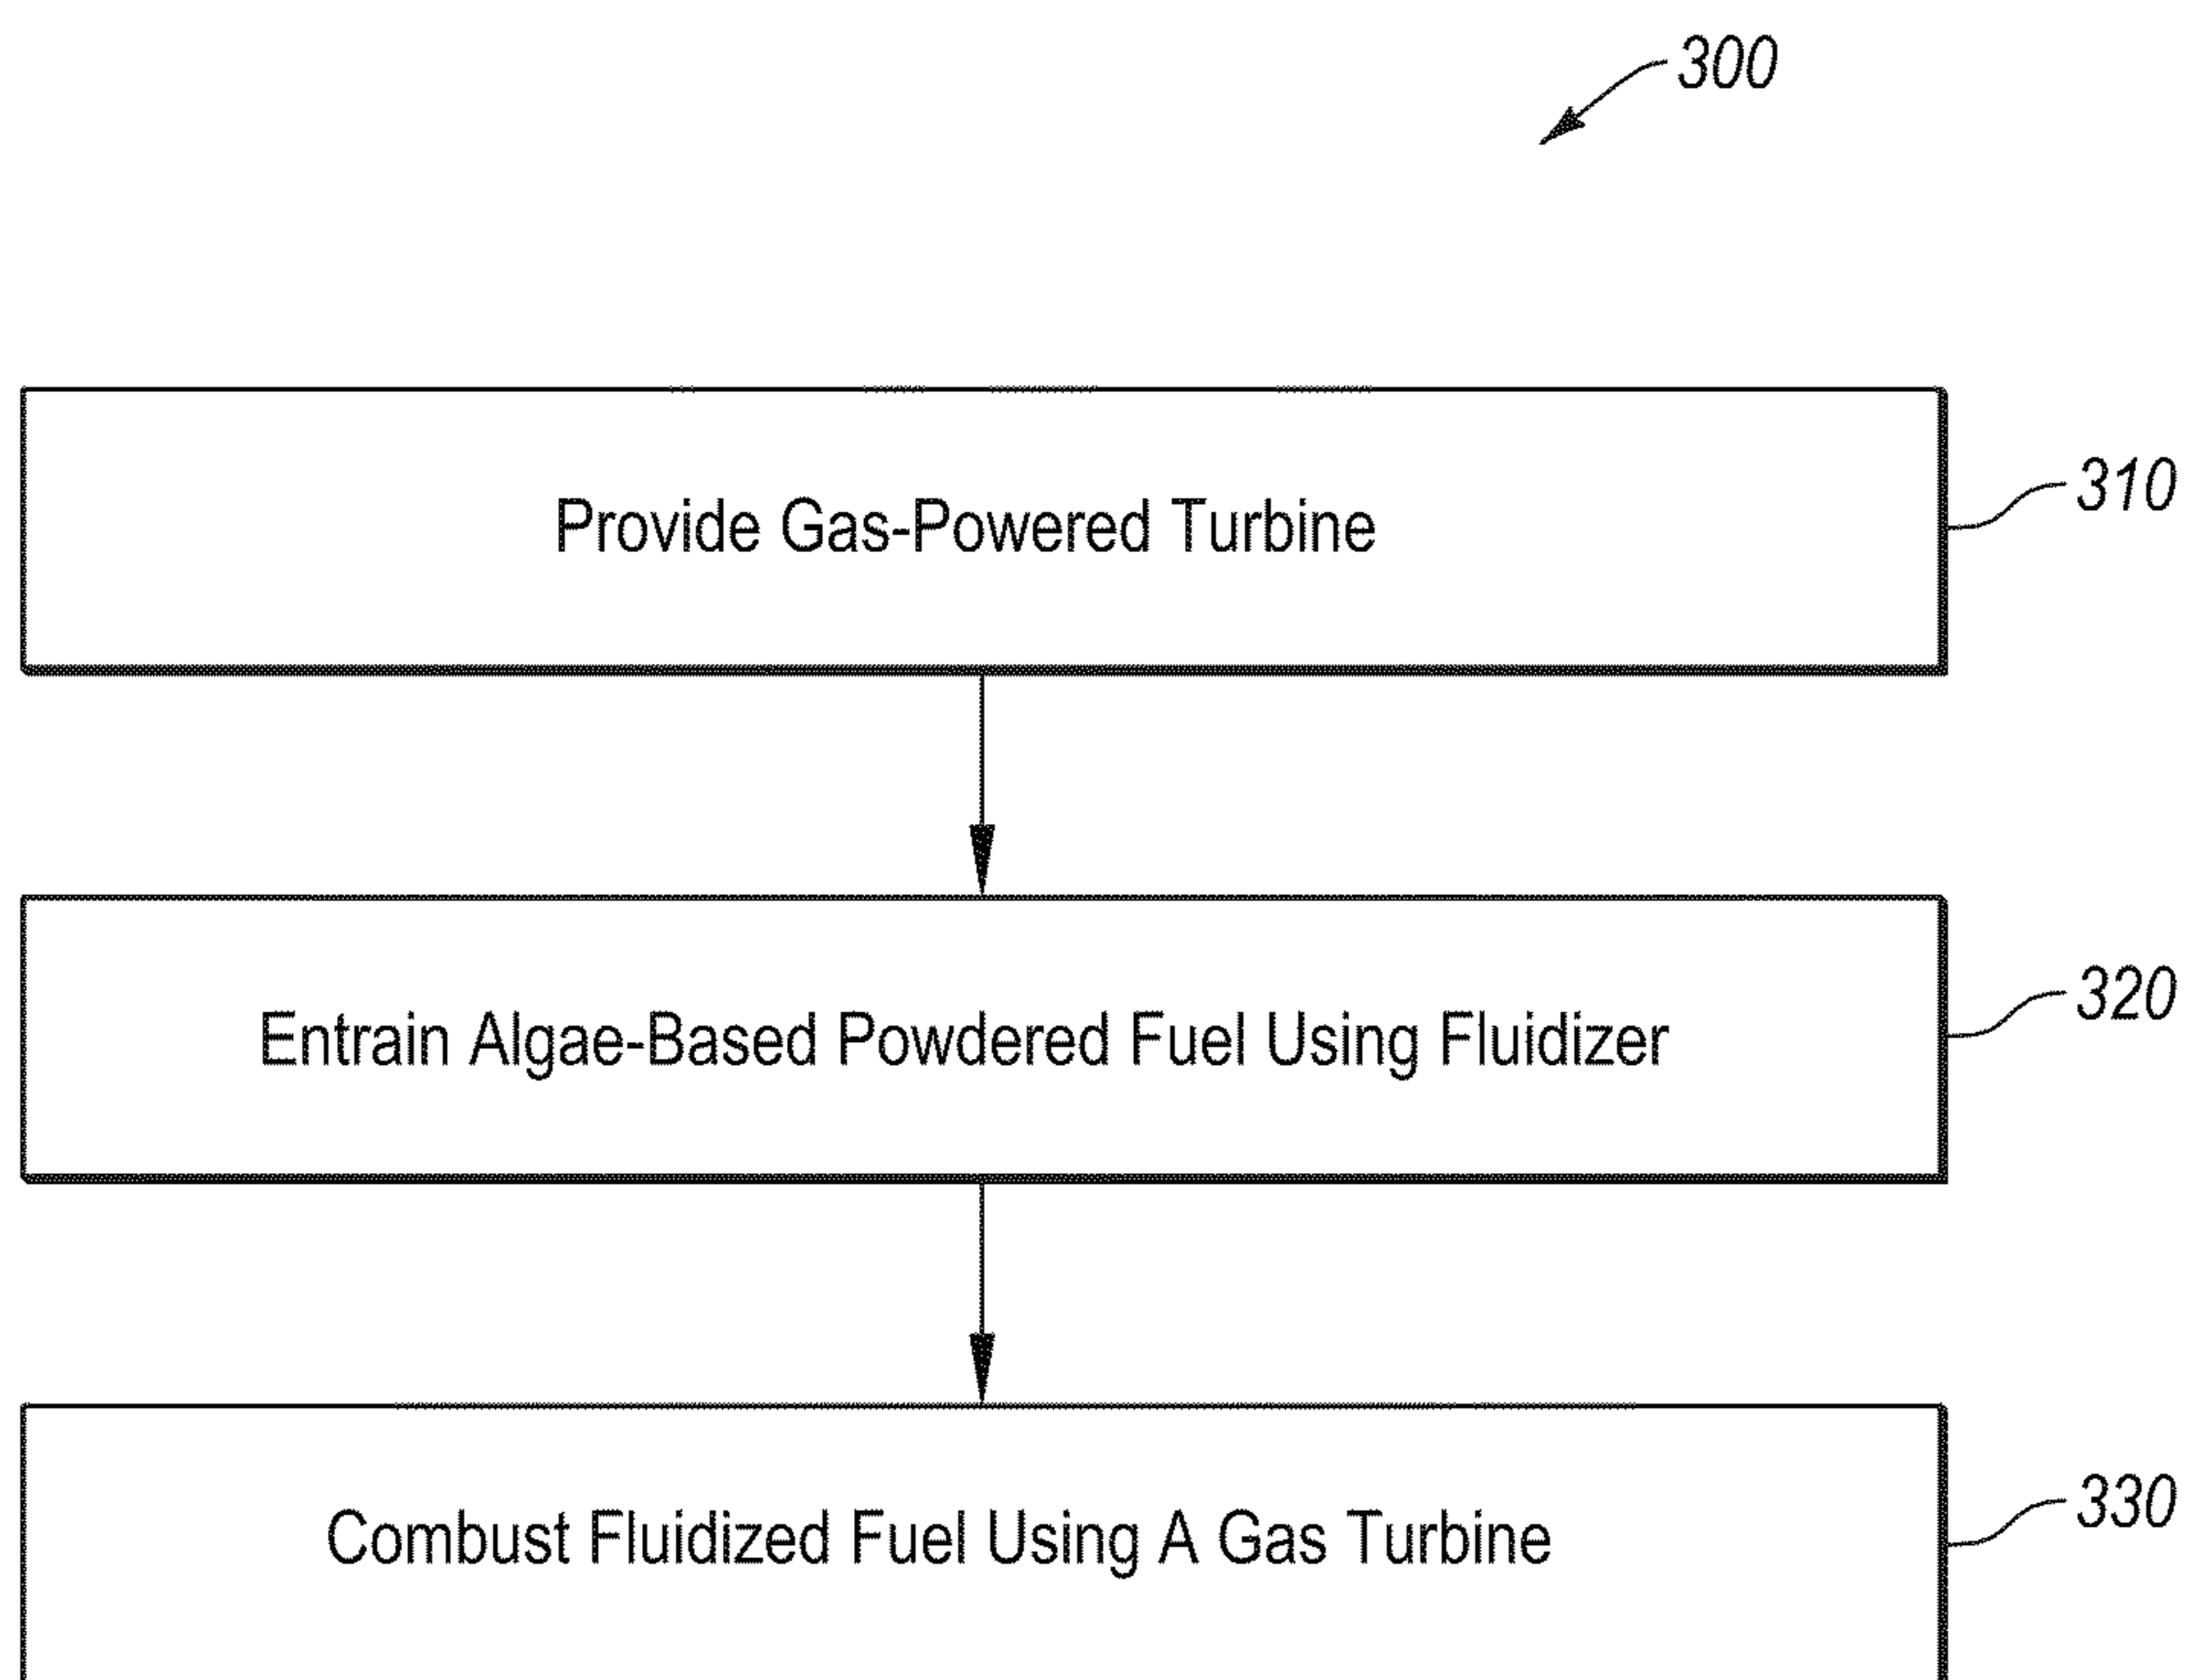 300
Provide Gas-Powered Turbine
310
Entrain Algae-Based Powdered Fuel Using Fluidizer
320
Combust Fluidized Fuel Using A Gas Turbine
330